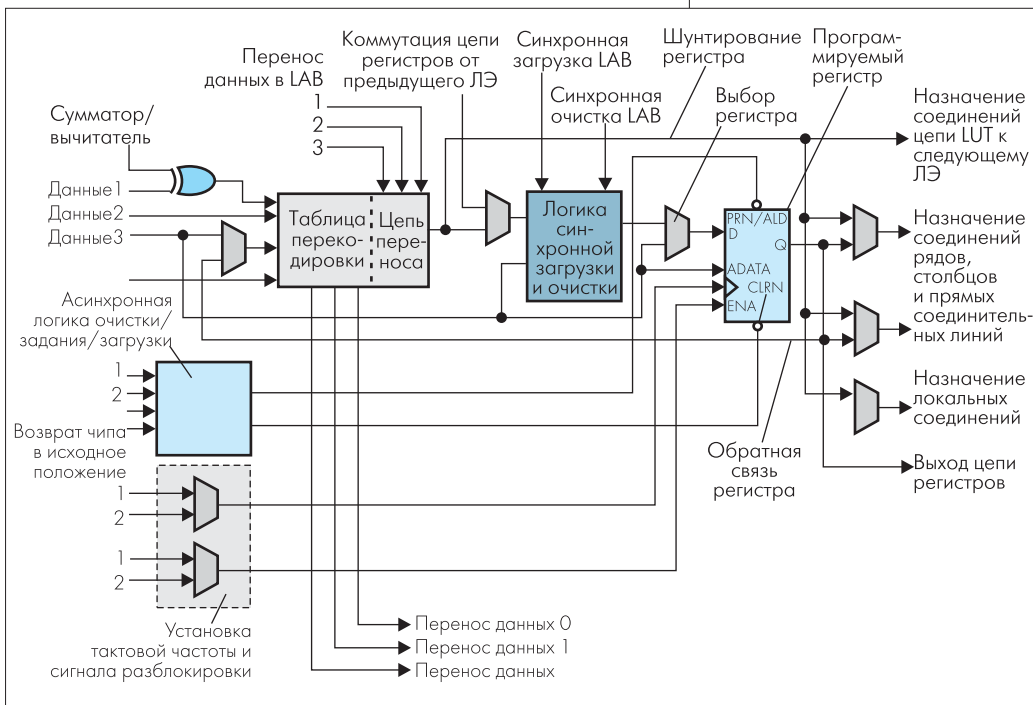 Перенос
данных в LAB
1
2
3
Коммутация цепи
регистров от
предыдущего ЛЭ
Синхронная
загрузка LAB
Синхронная
очистка LAB
Шунтирование
регистра
Выбор
регистра
Програм-
мируемый
регистр
Назначение
соединений
цепи LUT к
следующему
ЛЭ
Сумматор/
вычитатель
Данные1
Данные2
Данные3
Таблица
переко-
дировки
Цепь
пере-
носа
Логика
син-
хронной
загрузки
и очистки
PRN/ALD
D
Q
ADATA
CLRN
ENA
Назначение
соединений
рядов,
столбцов
и прямых
соединитель-
ных линий
Асинхронная
логика очистки/
задания/загрузки
1
2
Возврат чипа
в исходное
положение
Назначение
локальных
соединений
Обратная
связь
регистра
Выход цепи
регистров
1
2
1
2
Установка
тактовой частоты и
сигнала разблокировки
Перенос данных 0
Перенос данных 1
Перенос данных